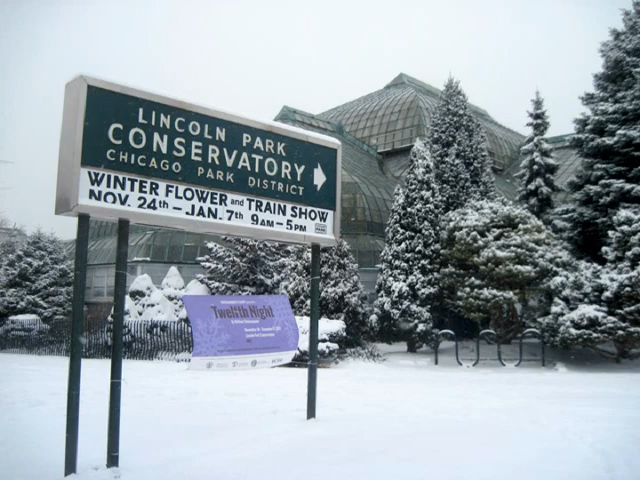 LINCOLN PARK
CONSERVATORY
CHICAGO PARK DISTRICT
WINTER FLOWER and TRAIN SHOW
NOV. 24TH - JAN. 7TH 9AM - 5PM
Twelfth Night